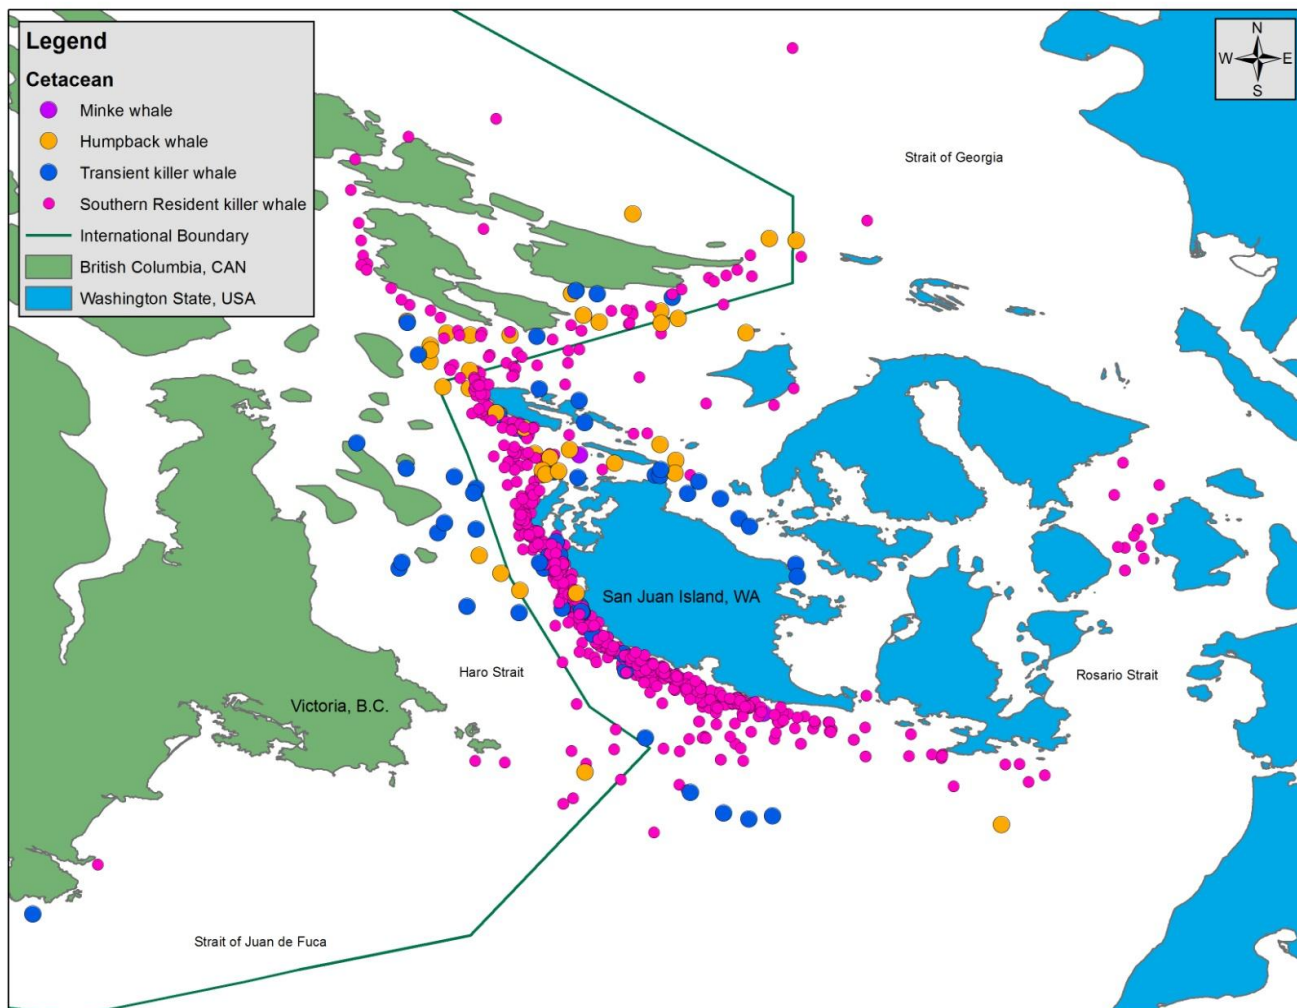 Legend
Cetacean
Minke whale
Humpback whale
Transient killer whale
Southern Resident killer whale
International Boundary
British Columbia, CAN
Washington State, USA
N
W E
S
Strait of Georgia
San Juan Island, WA
Haro Strait
Rosario Strait
Victoria, B.C.
Strait of Juan de Fuca